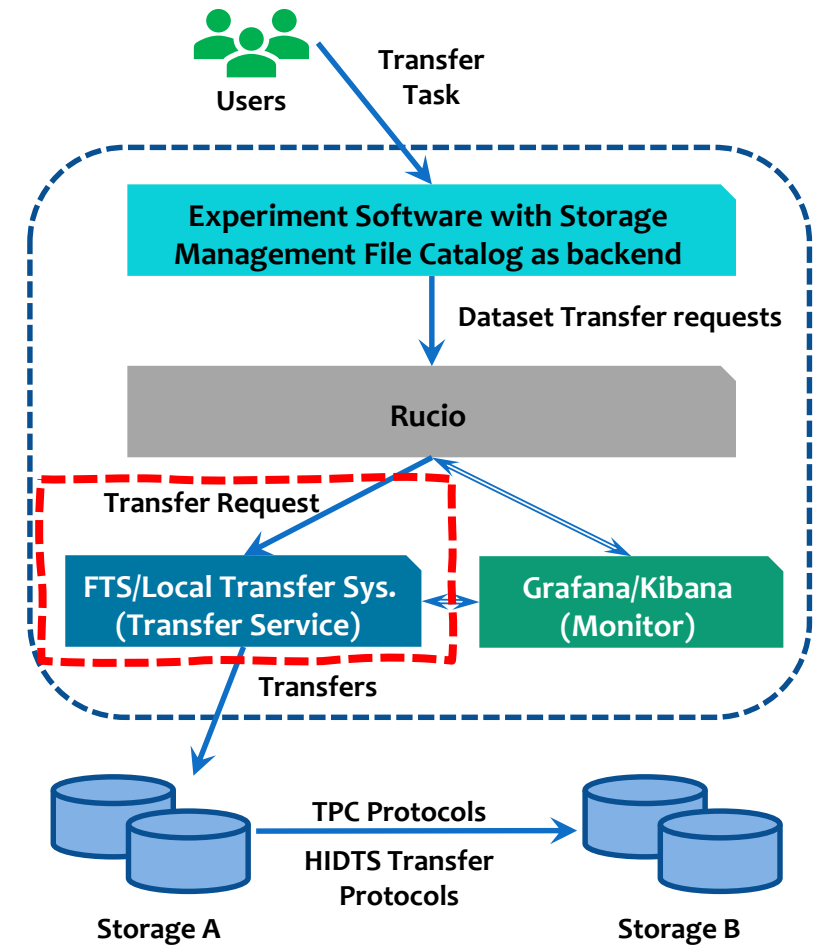 Users
Transfer
Task
Experiment Software with Storage
Management File Catalog as backend
Dataset Transfer requests
Rucio
Transfer Request
FTS/Local Transfer Sys.
(Transfer Service)
Grafana/Kibana
(Monitor)
Transfers
TPC Protocols
HIDTS Transfer
Protocols
Storage A
Storage B